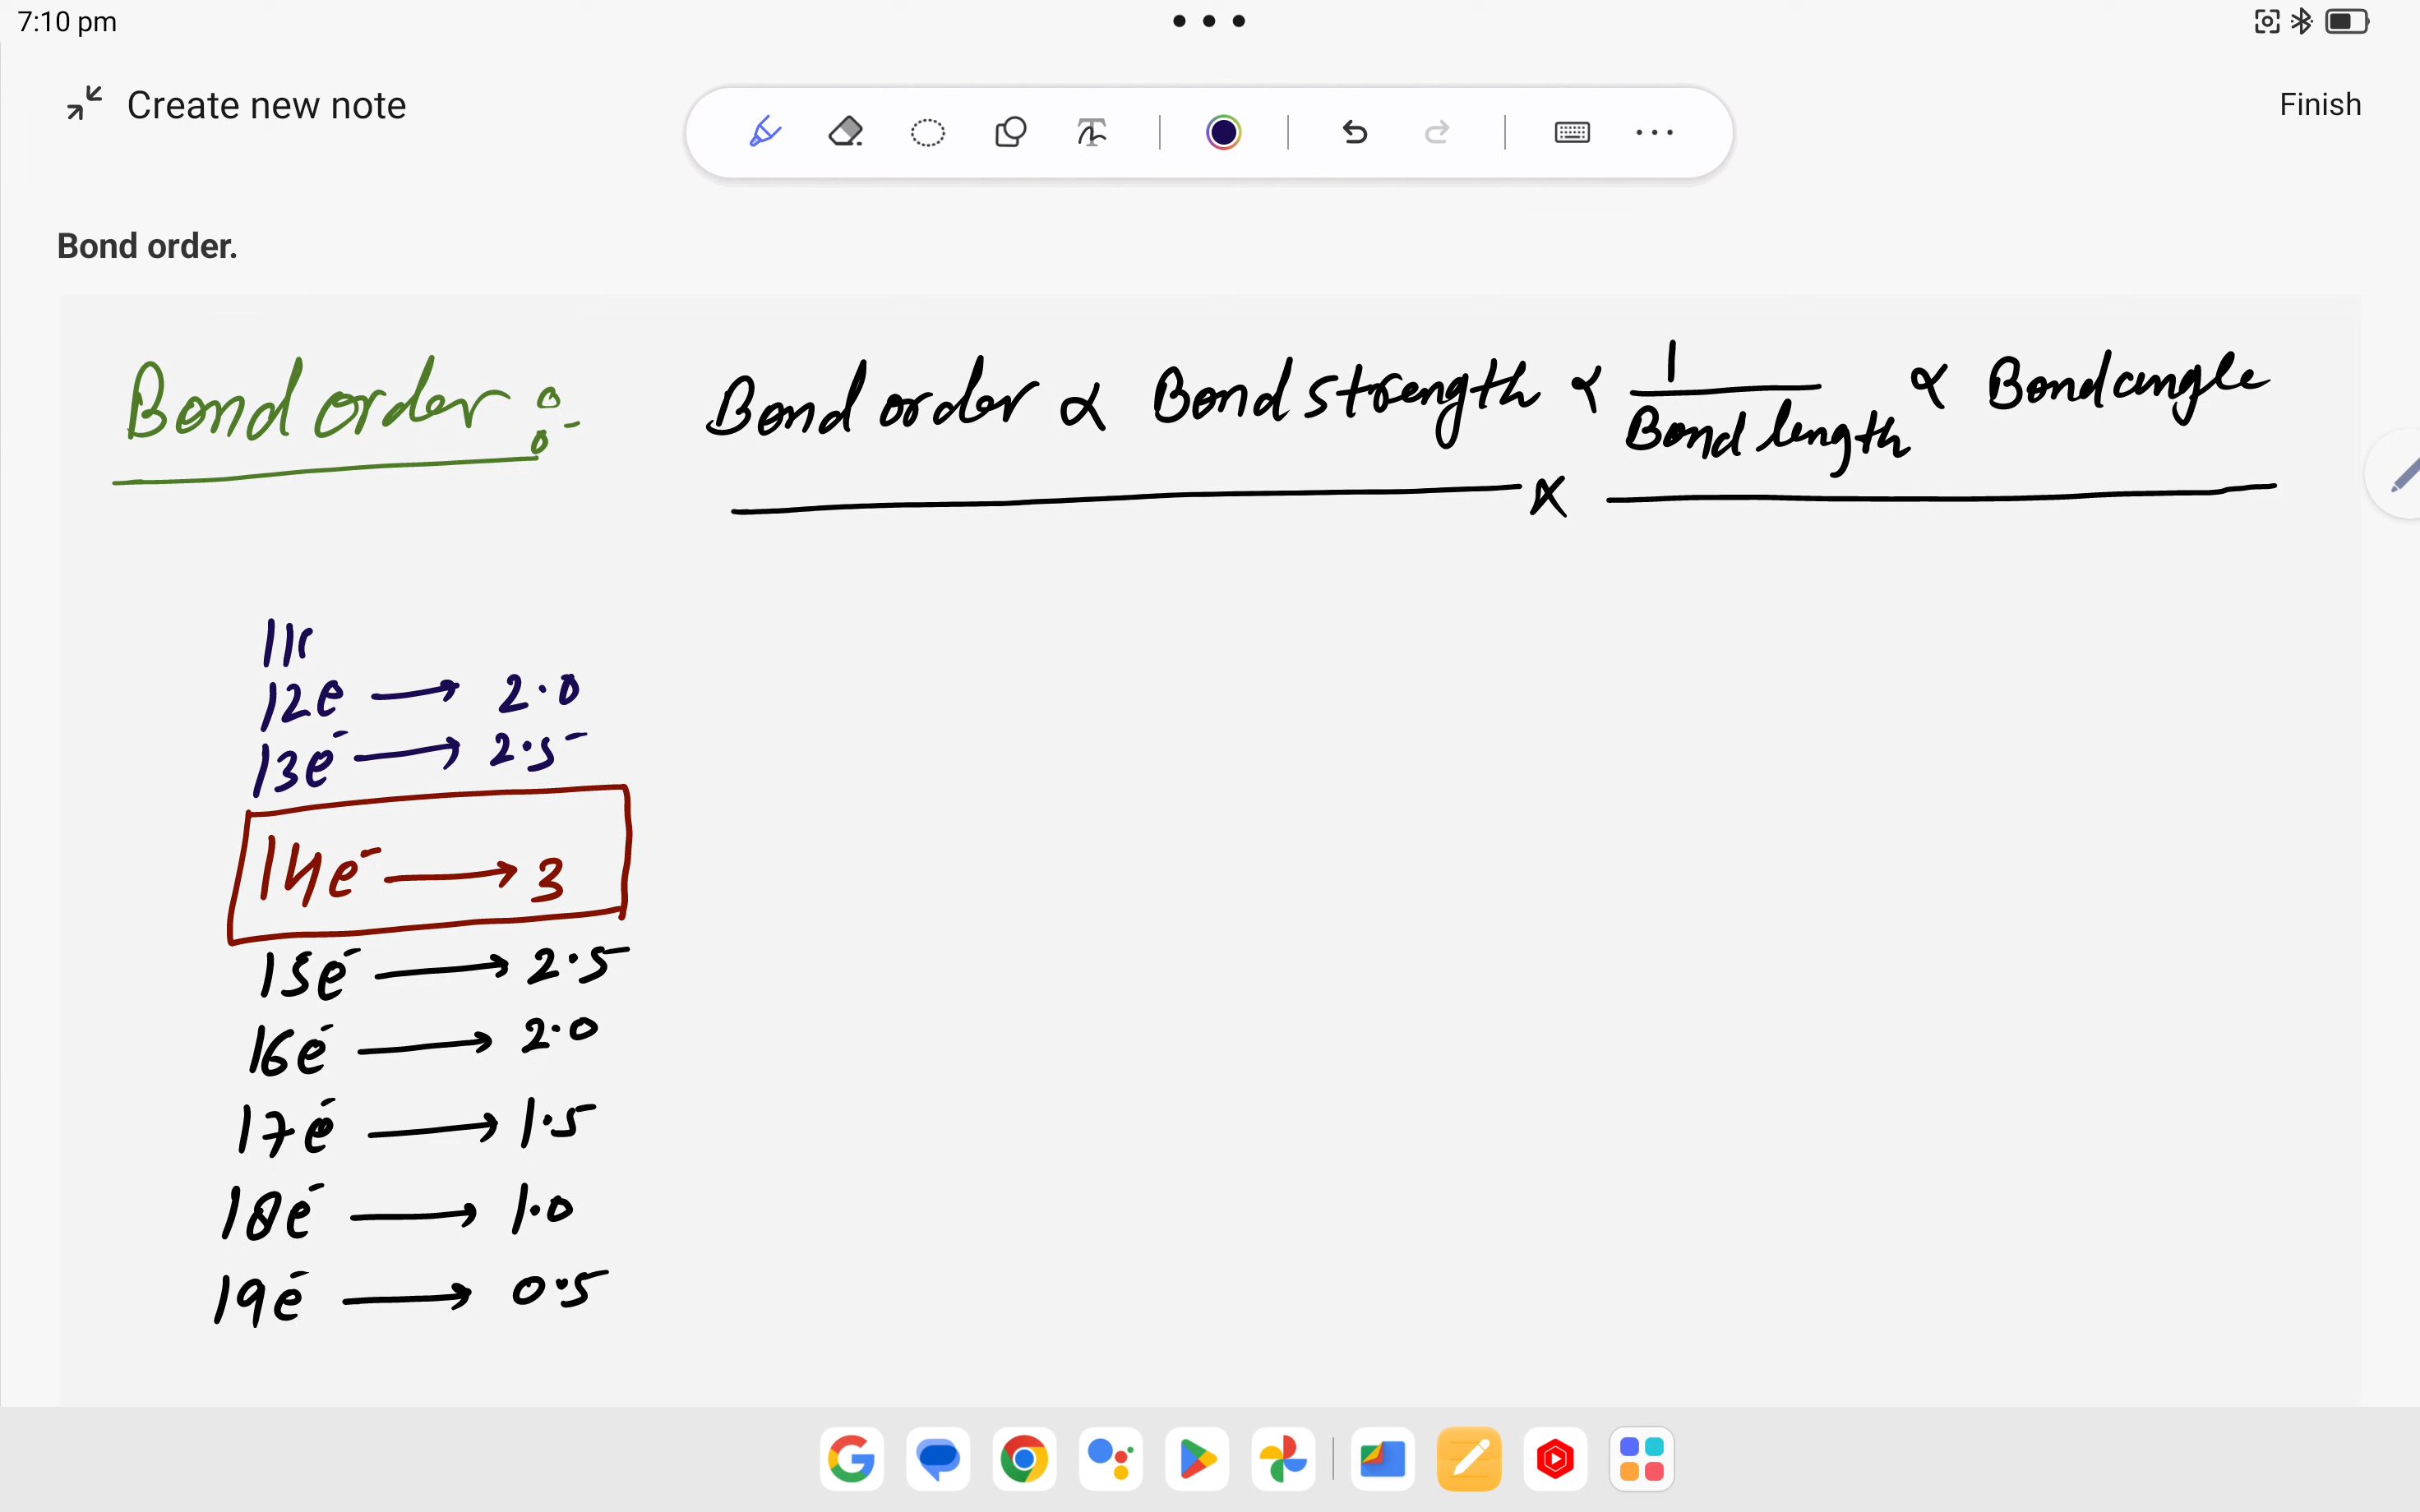 7:10 pm
Create new note
Finish
Bond order.
Bond order :- Bond order ∝ Bond strength ∝ 1/Bond length ∝ Bond angle
12e → 2.0
13e⁻ → 2.5
14e⁻ → 3
15e⁻ → 2.5
16e⁻ → 2.0
17e⁻ → 1.5
18e⁻ → 1.0
19e⁻ → 0.5